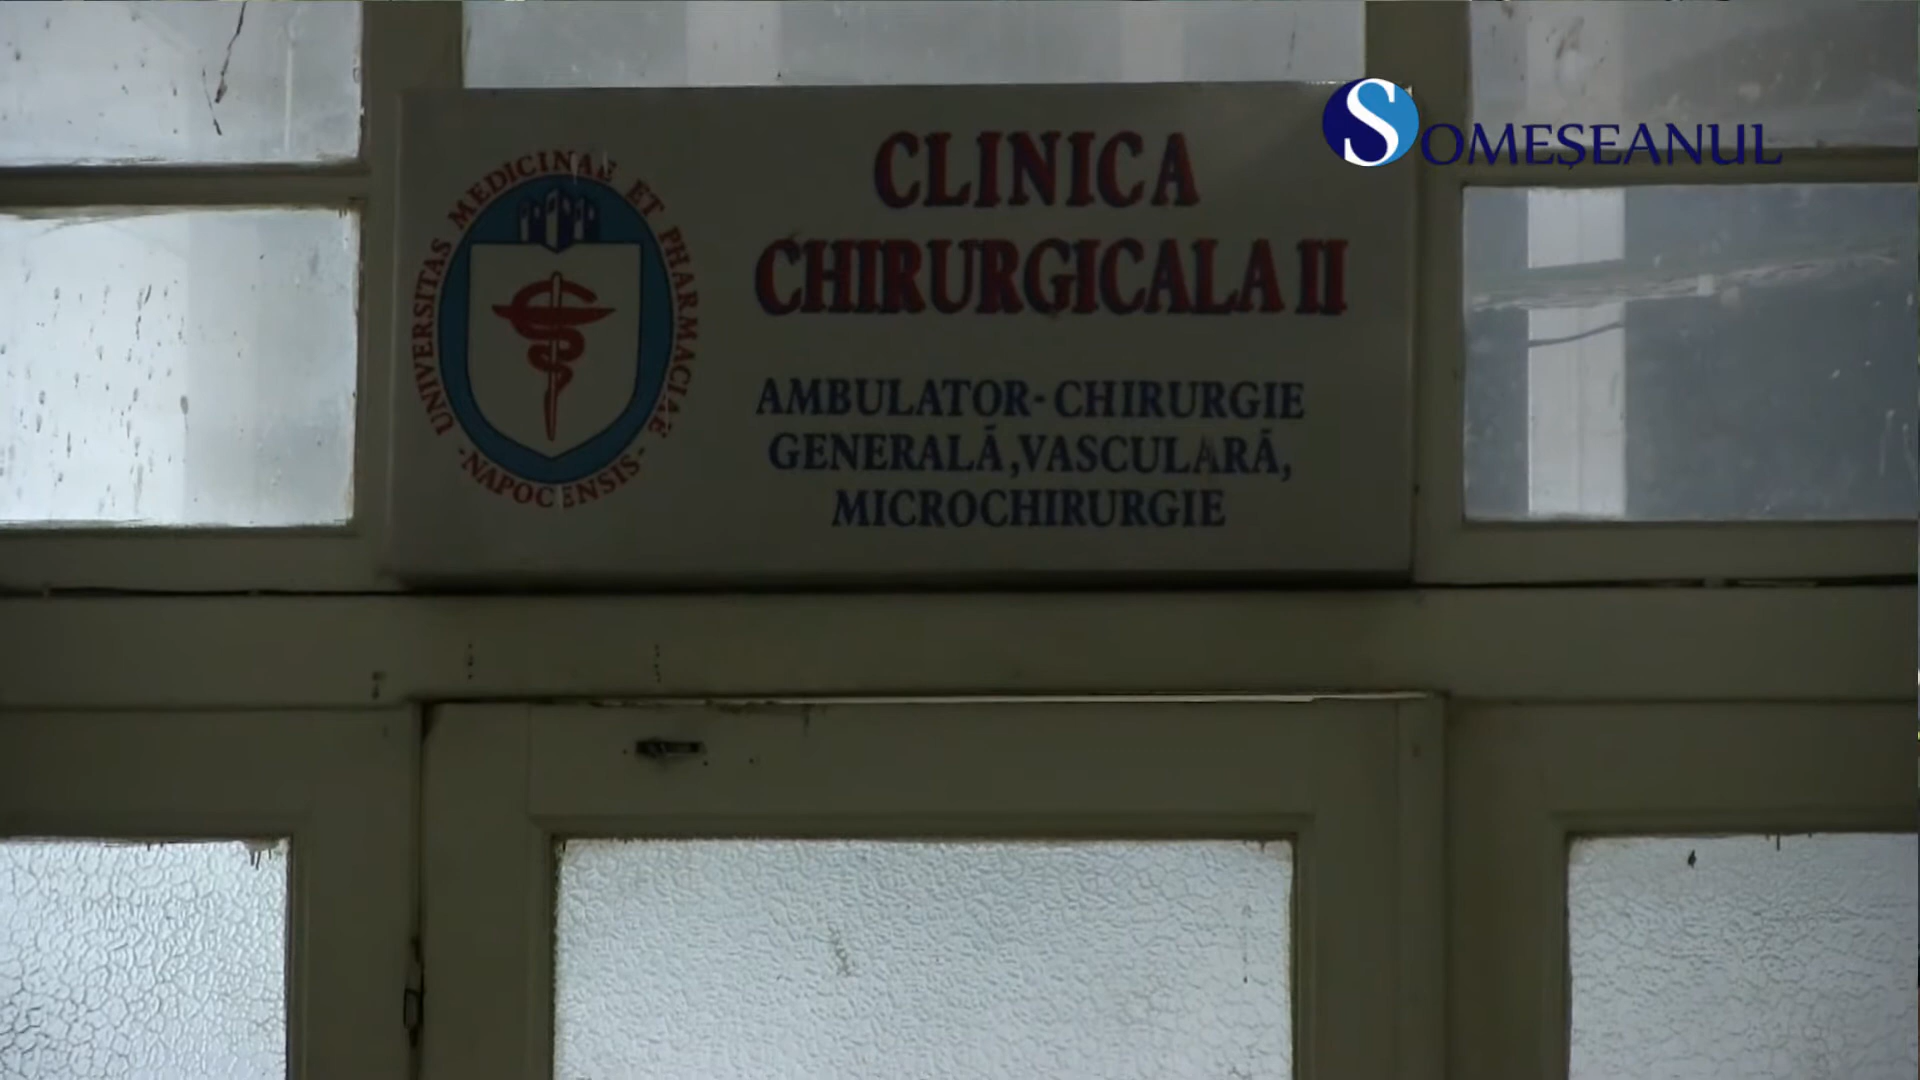 SOMEȘEANUL
CLINICA
CHIRURGICALA II
AMBULATOR-CHIRURGIE
GENERALĂ, VASCULARĂ,
MICROCHIRURGIE
UNIVERSITAS MEDICINAE ET PHARMACIAE
-NAPOCENSIS-